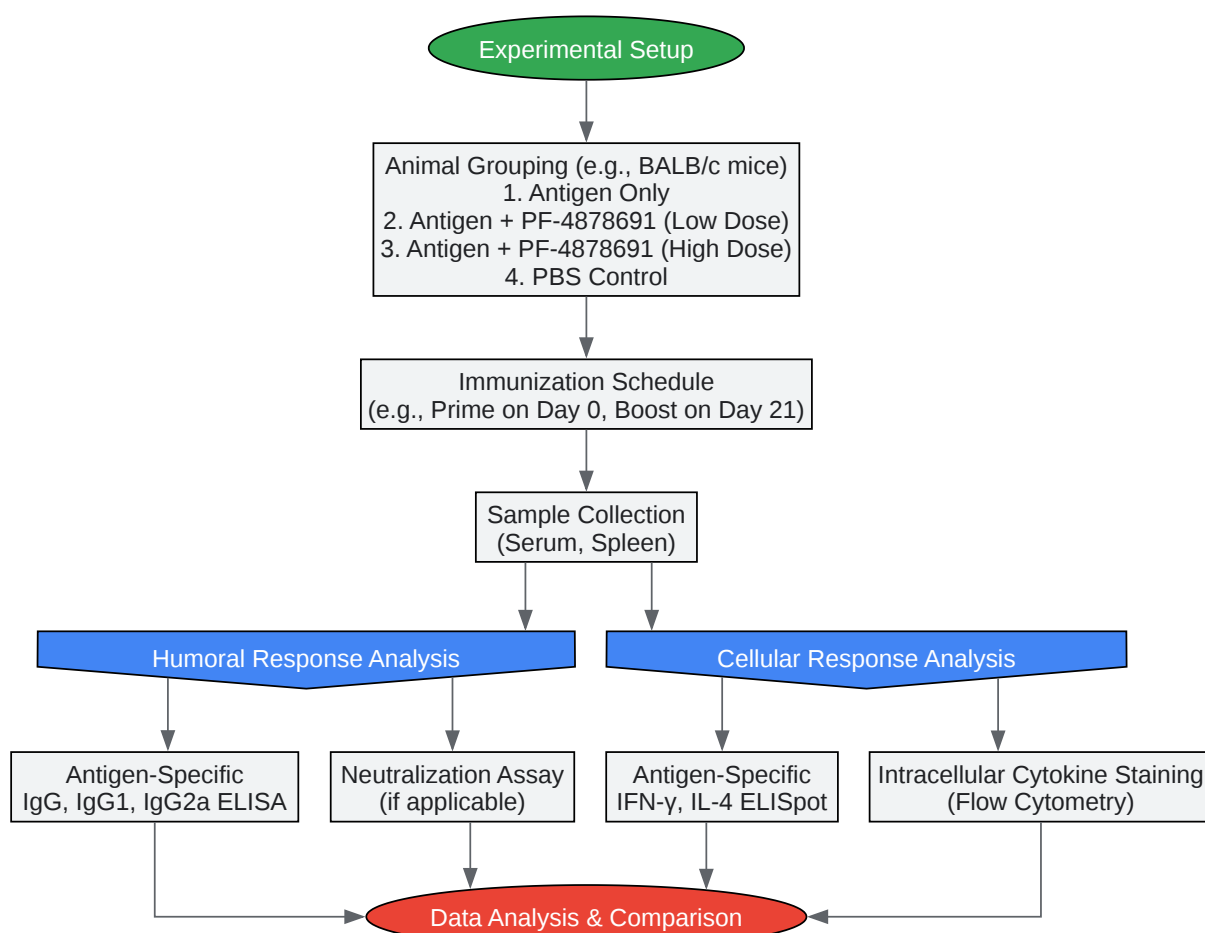 Experimental Setup
Animal Grouping (e.g., BALB/c mice)
1. Antigen Only
2. Antigen + PF-4878691 (Low Dose)
3. Antigen + PF-4878691 (High Dose)
4. PBS Control
Immunization Schedule
(e.g., Prime on Day 0, Boost on Day 21)
Sample Collection
(Serum, Spleen)
Humoral Response Analysis
Cellular Response Analysis
Antigen-Specific
IgG, IgG1, IgG2a ELISA
Neutralization Assay
(if applicable)
Antigen-Specific
IFN-γ, IL-4 ELISpot
Intracellular Cytokine Staining
(Flow Cytometry)
Data Analysis & Comparison